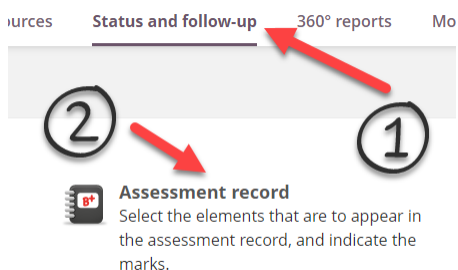 ources Status and follow-up 360° reports Mo
1
2
Assessment record
B+
Select the elements that are to appear in
the assessment record, and indicate the
marks.